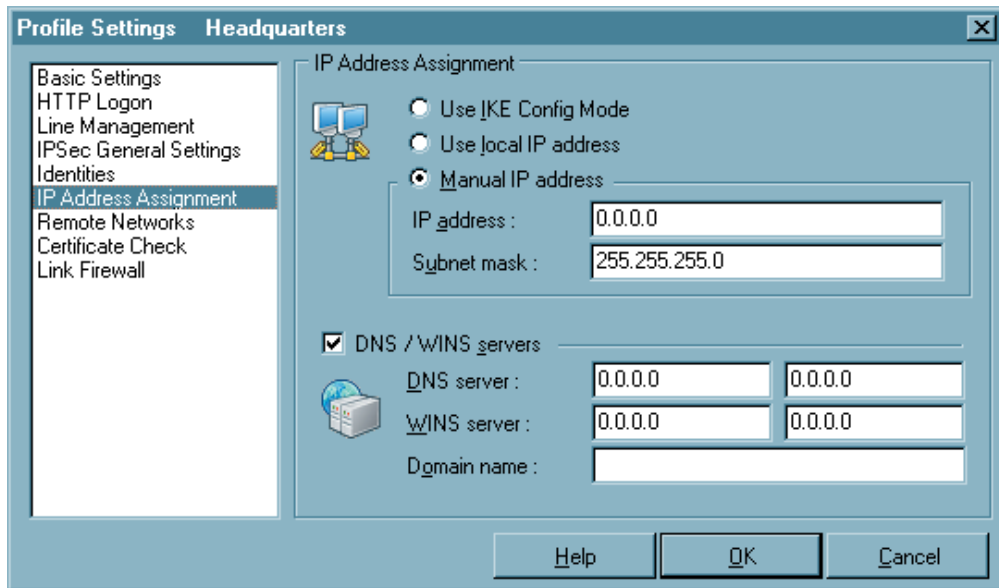 Profile Settings Headquarters
Basic Settings
HTTP Logon
Line Management
IPSec General Settings
Identities
IP Address Assignment
Remote Networks
Certificate Check
Link Firewall
IP Address Assignment
Use IKE Config Mode
Use local IP address
Manual IP address
IP address : 0.0.0.0
Subnet mask : 255.255.255.0
DNS / WINS servers
DNS server : 0.0.0.0 0.0.0.0
WINS server : 0.0.0.0 0.0.0.0
Domain name :
Help OK Cancel